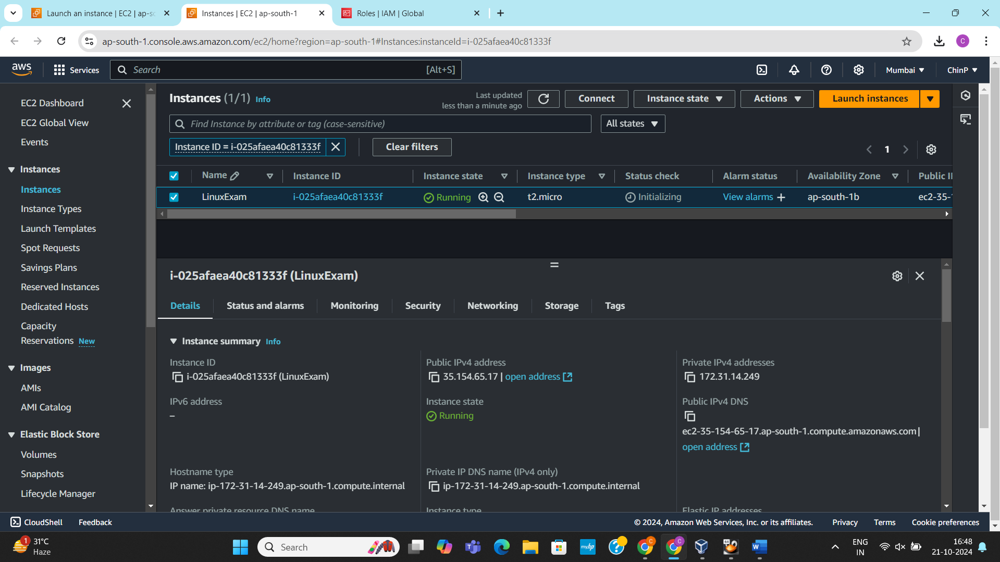 Launch an instance | EC2 | ap-so
Instances | EC2 | ap-south-1
Roles | IAM | Global
ap-south-1.console.aws.amazon.com/ec2/home?region=ap-south-1#Instances:instanceId=i-025afaea40c81333f
C
aws
Services
Search
[Alt+S]
Mumbai
ChinP
EC2 Dashboard
EC2 Global View
Events
Instances
Instances
Instance Types
Launch Templates
Spot Requests
Savings Plans
Reserved Instances
Dedicated Hosts
Capacity
Reservations New
Images
AMIs
AMI Catalog
Elastic Block Store
Volumes
Snapshots
Lifecycle Manager
Instances (1/1) Info
Last updated
less than a minute ago
Connect
Instance state
Actions
Launch instances
Find Instance by attribute or tag (case-sensitive)
All states
Instance ID = i-025afaea40c81333f
Clear filters
1
Name Instance ID Instance state Instance type Status check Alarm status Availability Zone Public I
LinuxExam i-025afaea40c81333f Running t2.micro Initializing View alarms + ap-south-1b ec2-35-
i-025afaea40c81333f (LinuxExam)
Details Status and alarms Monitoring Security Networking Storage Tags
Instance summary Info
Instance ID
i-025afaea40c81333f (LinuxExam)
Public IPv4 address
35.154.65.17 | open address
Private IPv4 addresses
172.31.14.249
IPv6 address
–
Instance state
Running
Public IPv4 DNS
ec2-35-154-65-17.ap-south-1.compute.amazonaws.com |
open address
Hostname type
IP name: ip-172-31-14-249.ap-south-1.compute.internal
Private IP DNS name (IPv4 only)
ip-172-31-14-249.ap-south-1.compute.internal
Answer private resource DNS name
Instance type
Elastic IP addresses
CloudShell Feedback
© 2024, Amazon Web Services, Inc. or its affiliates. Privacy Terms Cookie preferences
1
31°C
Haze
Search
myhp
C
C
64
W
ENG
IN
16:48
21-10-2024